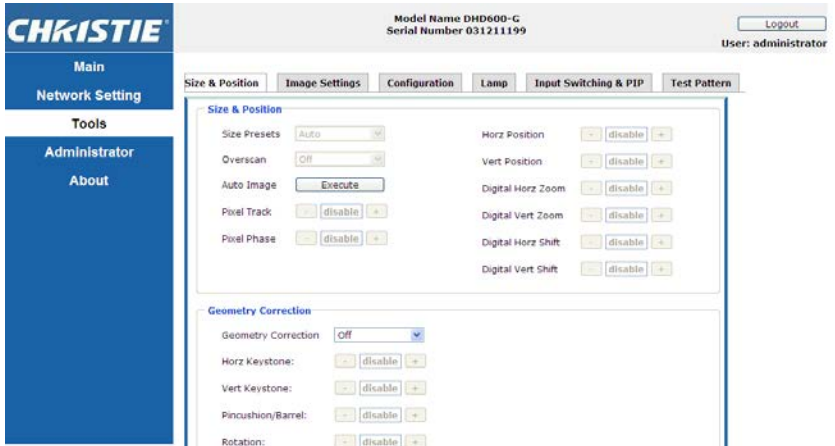 CHRISTIE
Model Name DHD600-G
Serial Number 031211199
Logout
User: administrator
Main
Network Setting
Tools
Administrator
About
Size & Position
Image Settings
Configuration
Lamp
Input Switching & PIP
Test Pattern
Size & Position
Size Presets Auto
Overscan Off
Auto Image Execute
Pixel Track - disable +
Pixel Phase - disable +
Horz Position - disable +
Vert Position - disable +
Digital Horz Zoom - disable +
Digital Vert Zoom - disable +
Digital Horz Shift - disable +
Digital Vert Shift - disable +
Geometry Correction
Geometry Correction Off
Horz Keystone: - disable +
Vert Keystone: - disable +
Pincushion/Barrel: - disable +
Rotation: - disable +